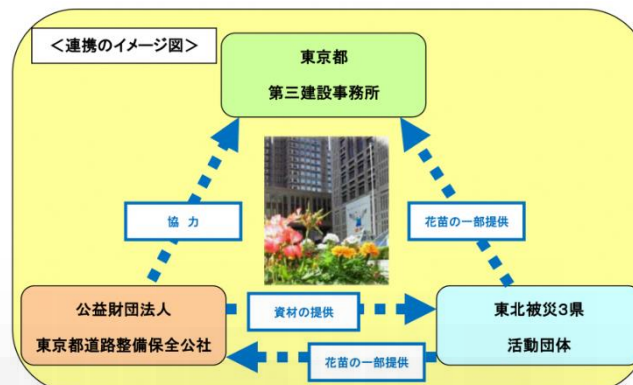 ＜連携のイメージ図＞
東京都
第三建設事務所
協　力
花苗の一部提供
公益財団法人
東京都道路整備保全公社
資材の提供
花苗の一部提供
東北被災3県
活動団体